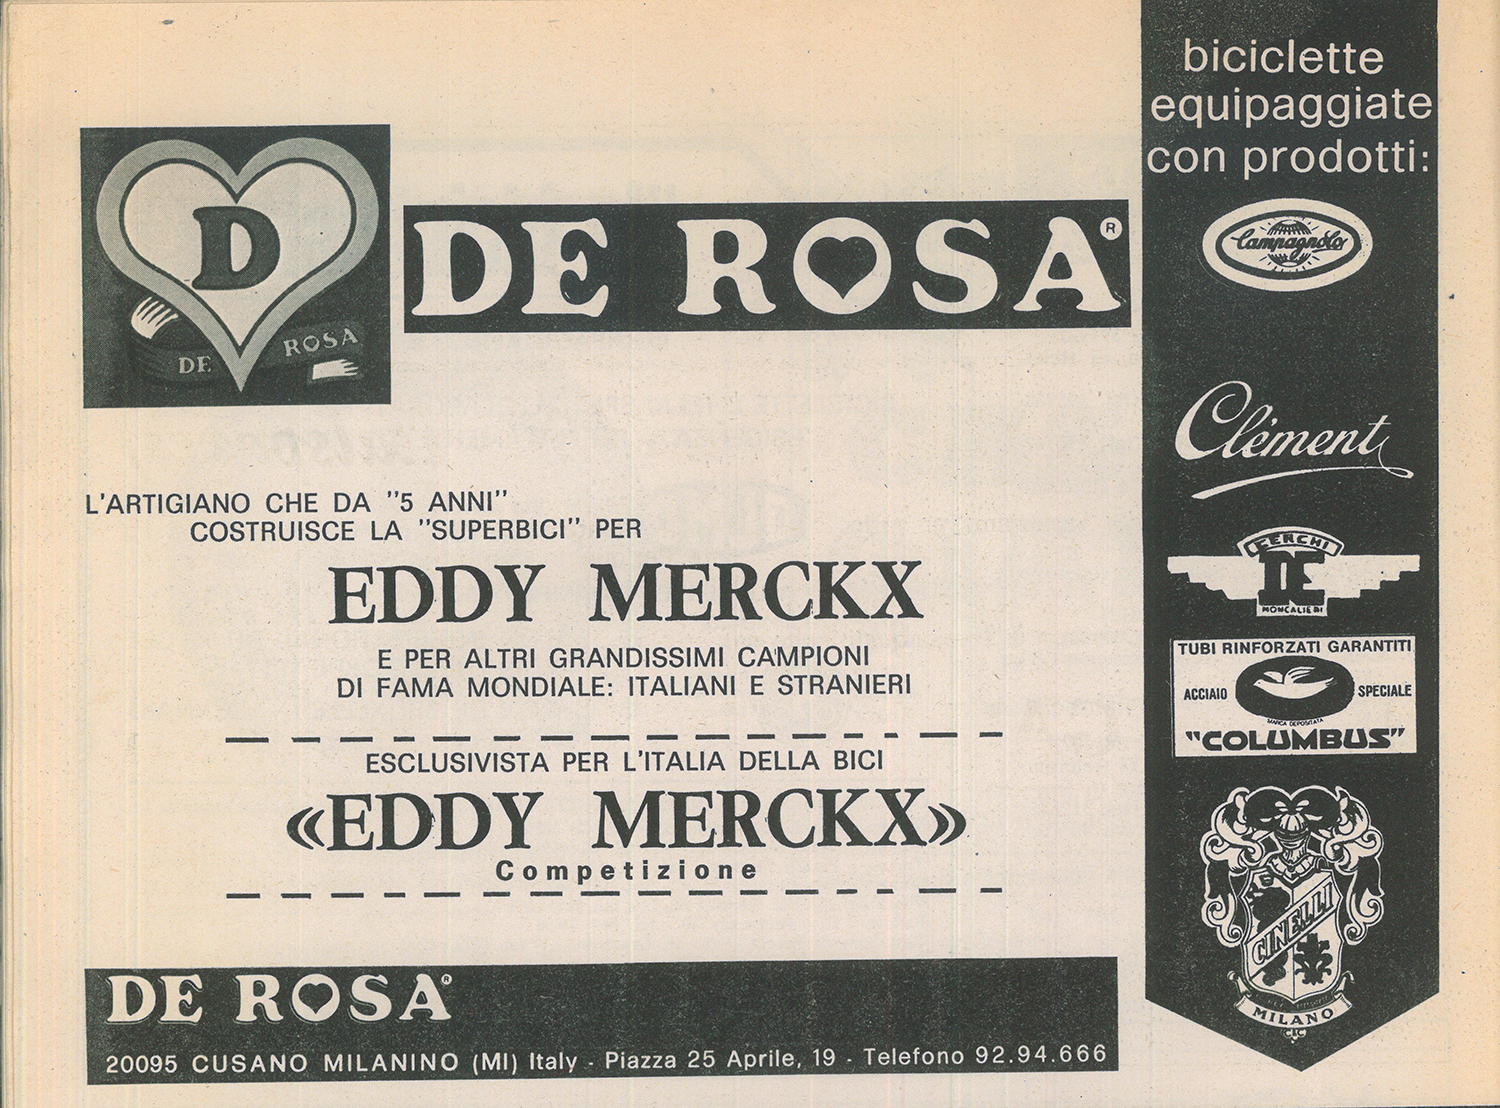 D
DE ROSA
DE ROSA®
L'ARTIGIANO CHE DA "5 ANNI"
COSTRUISCE LA "SUPERBICI" PER
EDDY MERCKX
E PER ALTRI GRANDISSIMI CAMPIONI
DI FAMA MONDIALE: ITALIANI E STRANIERI
ESCLUSIVISTA PER L'ITALIA DELLA BICI
«EDDY MERCKX»
Competizione
DE ROSA®
20095 CUSANO MILANINO (MI) Italy - Piazza 25 Aprile, 19 - Telefono 92.94.666
biciclette
equipaggiate
con prodotti:
Campagnolo
Clément
CERCHI
MONCALIERI
TUBI RINFORZATI GARANTITI
ACCIAIO SPECIALE
MARCA DEPOSITATA
"COLUMBUS"
CINELLI
MILANO